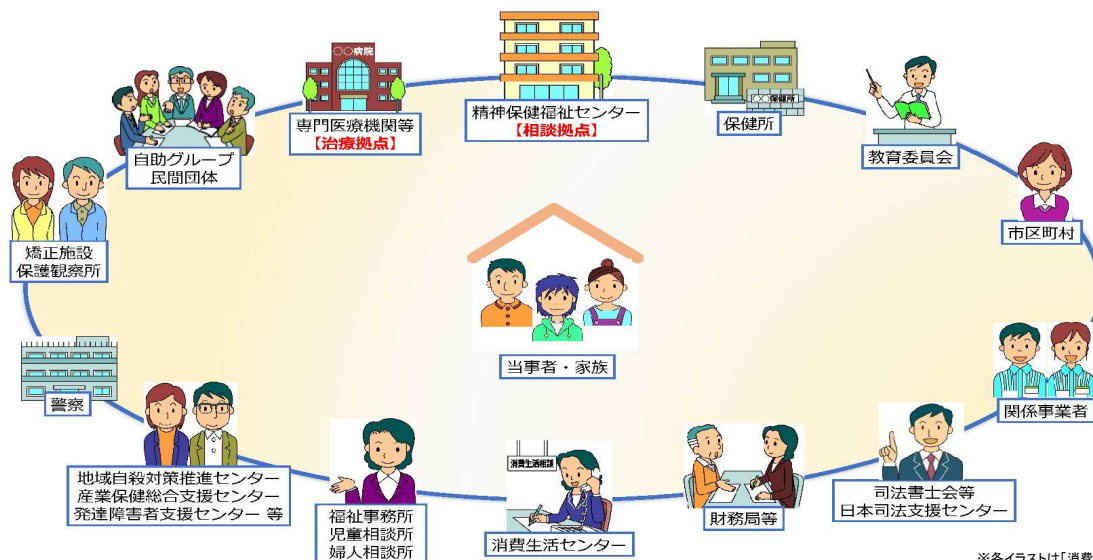 〇〇病院
専門医療機関等
【治療拠点】
精神保健福祉センター
【相談拠点】
〇〇保健所
保健所
教育委員会
自助グループ
民間団体
市区町村
矯正施設
保護観察所
当事者・家族
関係事業者
警察
地域自殺対策推進センター
産業保健総合支援センター
発達障害者支援センター 等
福祉事務所
児童相談所
婦人相談所
消費生活相談
消費生活センター
財務局等
司法書士会等
日本司法支援センター
※各イラストは「消費